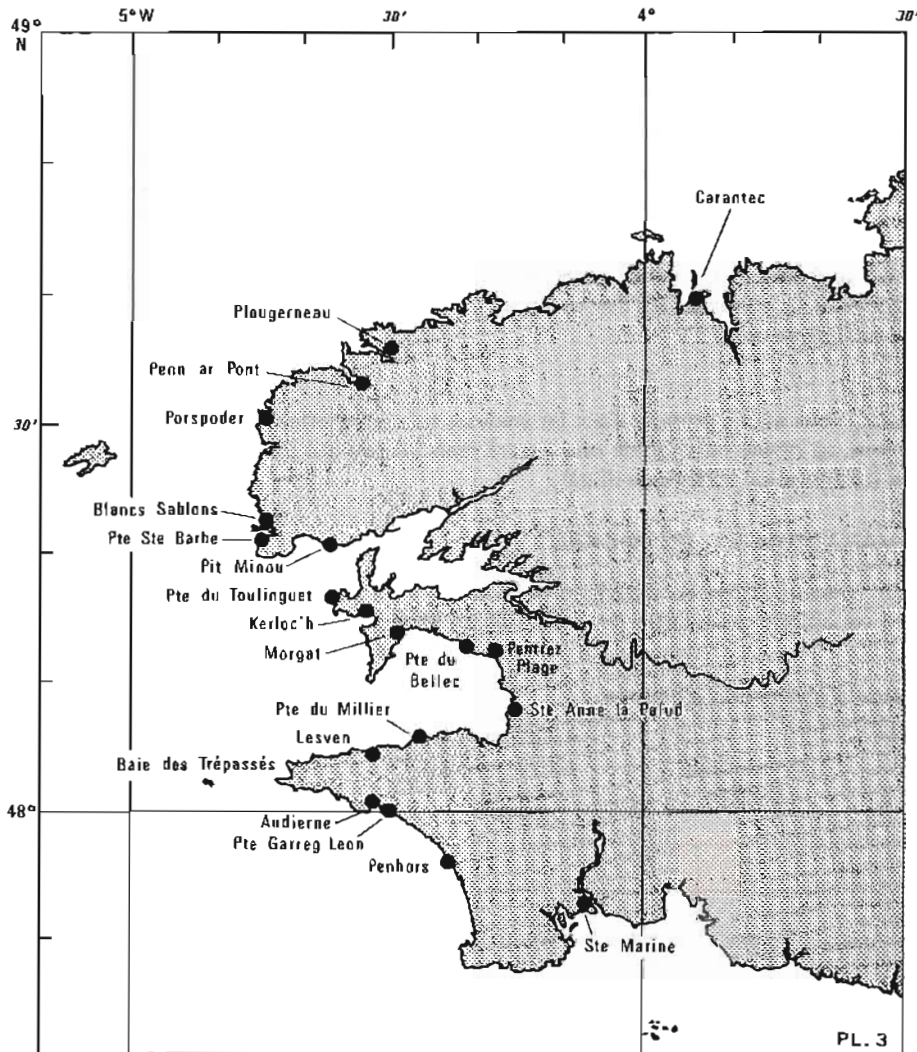 49°
N
5° W
30'
4°
30'
Carantec
Plougerneau
Penn ar Pont
Porspoder
30'
Blancs Sablons
Pte Ste Barbe
Pit Minou
Pte du Toulinguet
Kerloc'h
Morgat
Pte du
Bellec
Pentrez
Plage
Ste Anne la Palud
Pte du Millier
Lesven
Baie des Trépassés
48°
Audierne
Pte Garreg Leon
Penhors
Ste Marine
PL. 3